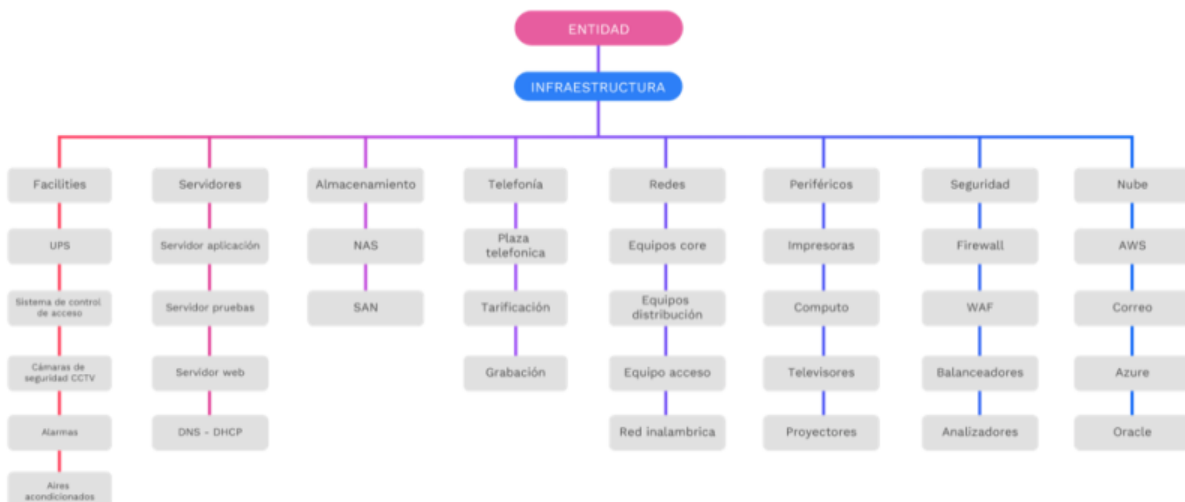 ENTIDAD
INFRAESTRUCTURA
Facilities
Servidores
Almacenamiento
Telefonía
Redes
Periféricos
Seguridad
Nube
UPS
Servidor aplicación
NAS
Plaza
telefonica
Equipos core
Impresoras
Firewall
AWS
Sistema de control
de acceso
Servidor pruebas
SAN
Tarificación
Equipos
distribución
Computo
WAF
Correo
Cámaras de
seguridad CCTV
Servidor web
Grabación
Equipo acceso
Televisores
Balanceadores
Azure
Alarmas
DNS - DHCP
Red inalambrica
Proyectores
Analizadores
Oracle
Aires
acondicionados